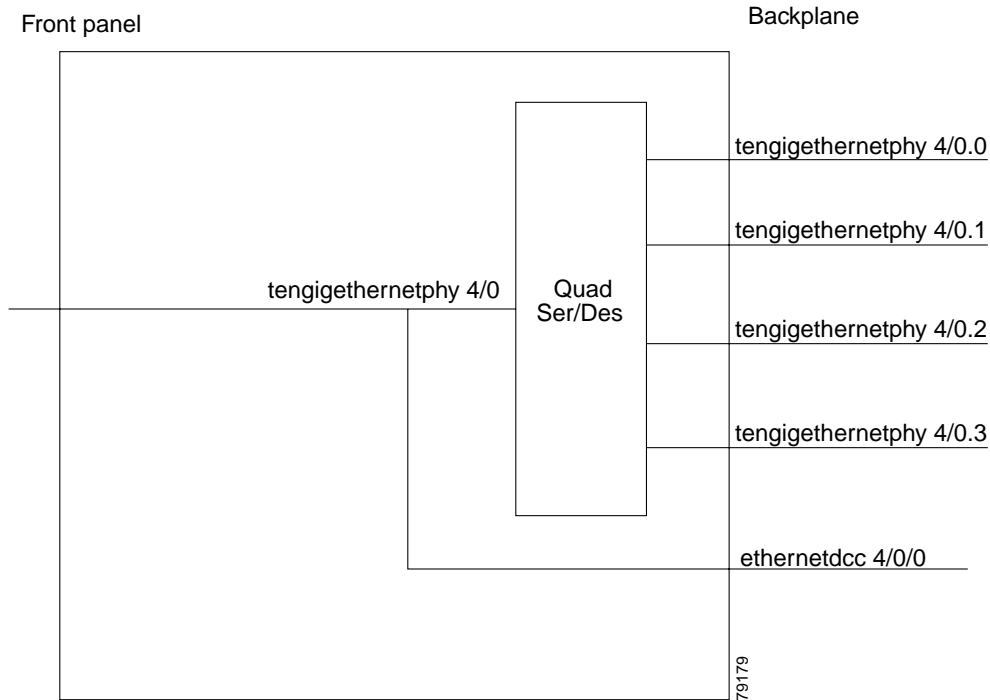 Front panel
Backplane
tengigethernetphy 4/0.0
tengigethernetphy 4/0.1
tengigethernetphy 4/0
Quad
Ser/Des
tengigethernetphy 4/0.2
tengigethernetphy 4/0.3
ethernetdcc 4/0/0
79179